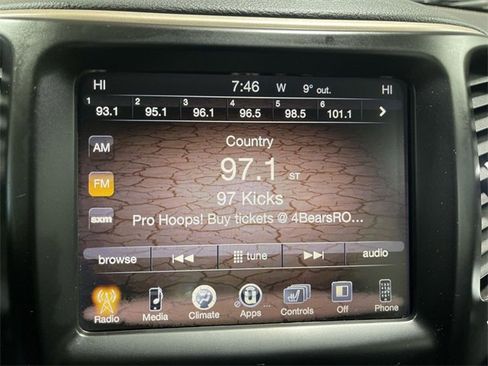 HI 7:46 W 9° out. HI
1 93.1 2 95.1 3 96.1 4 96.5 5 98.5 6 101.1
AM
Country
FM
97.1 ST
97 Kicks
sxm
Pro Hoops! Buy tickets @ 4BearsRO...
browse tune audio
Radio Media Climate Apps Controls Off Phone